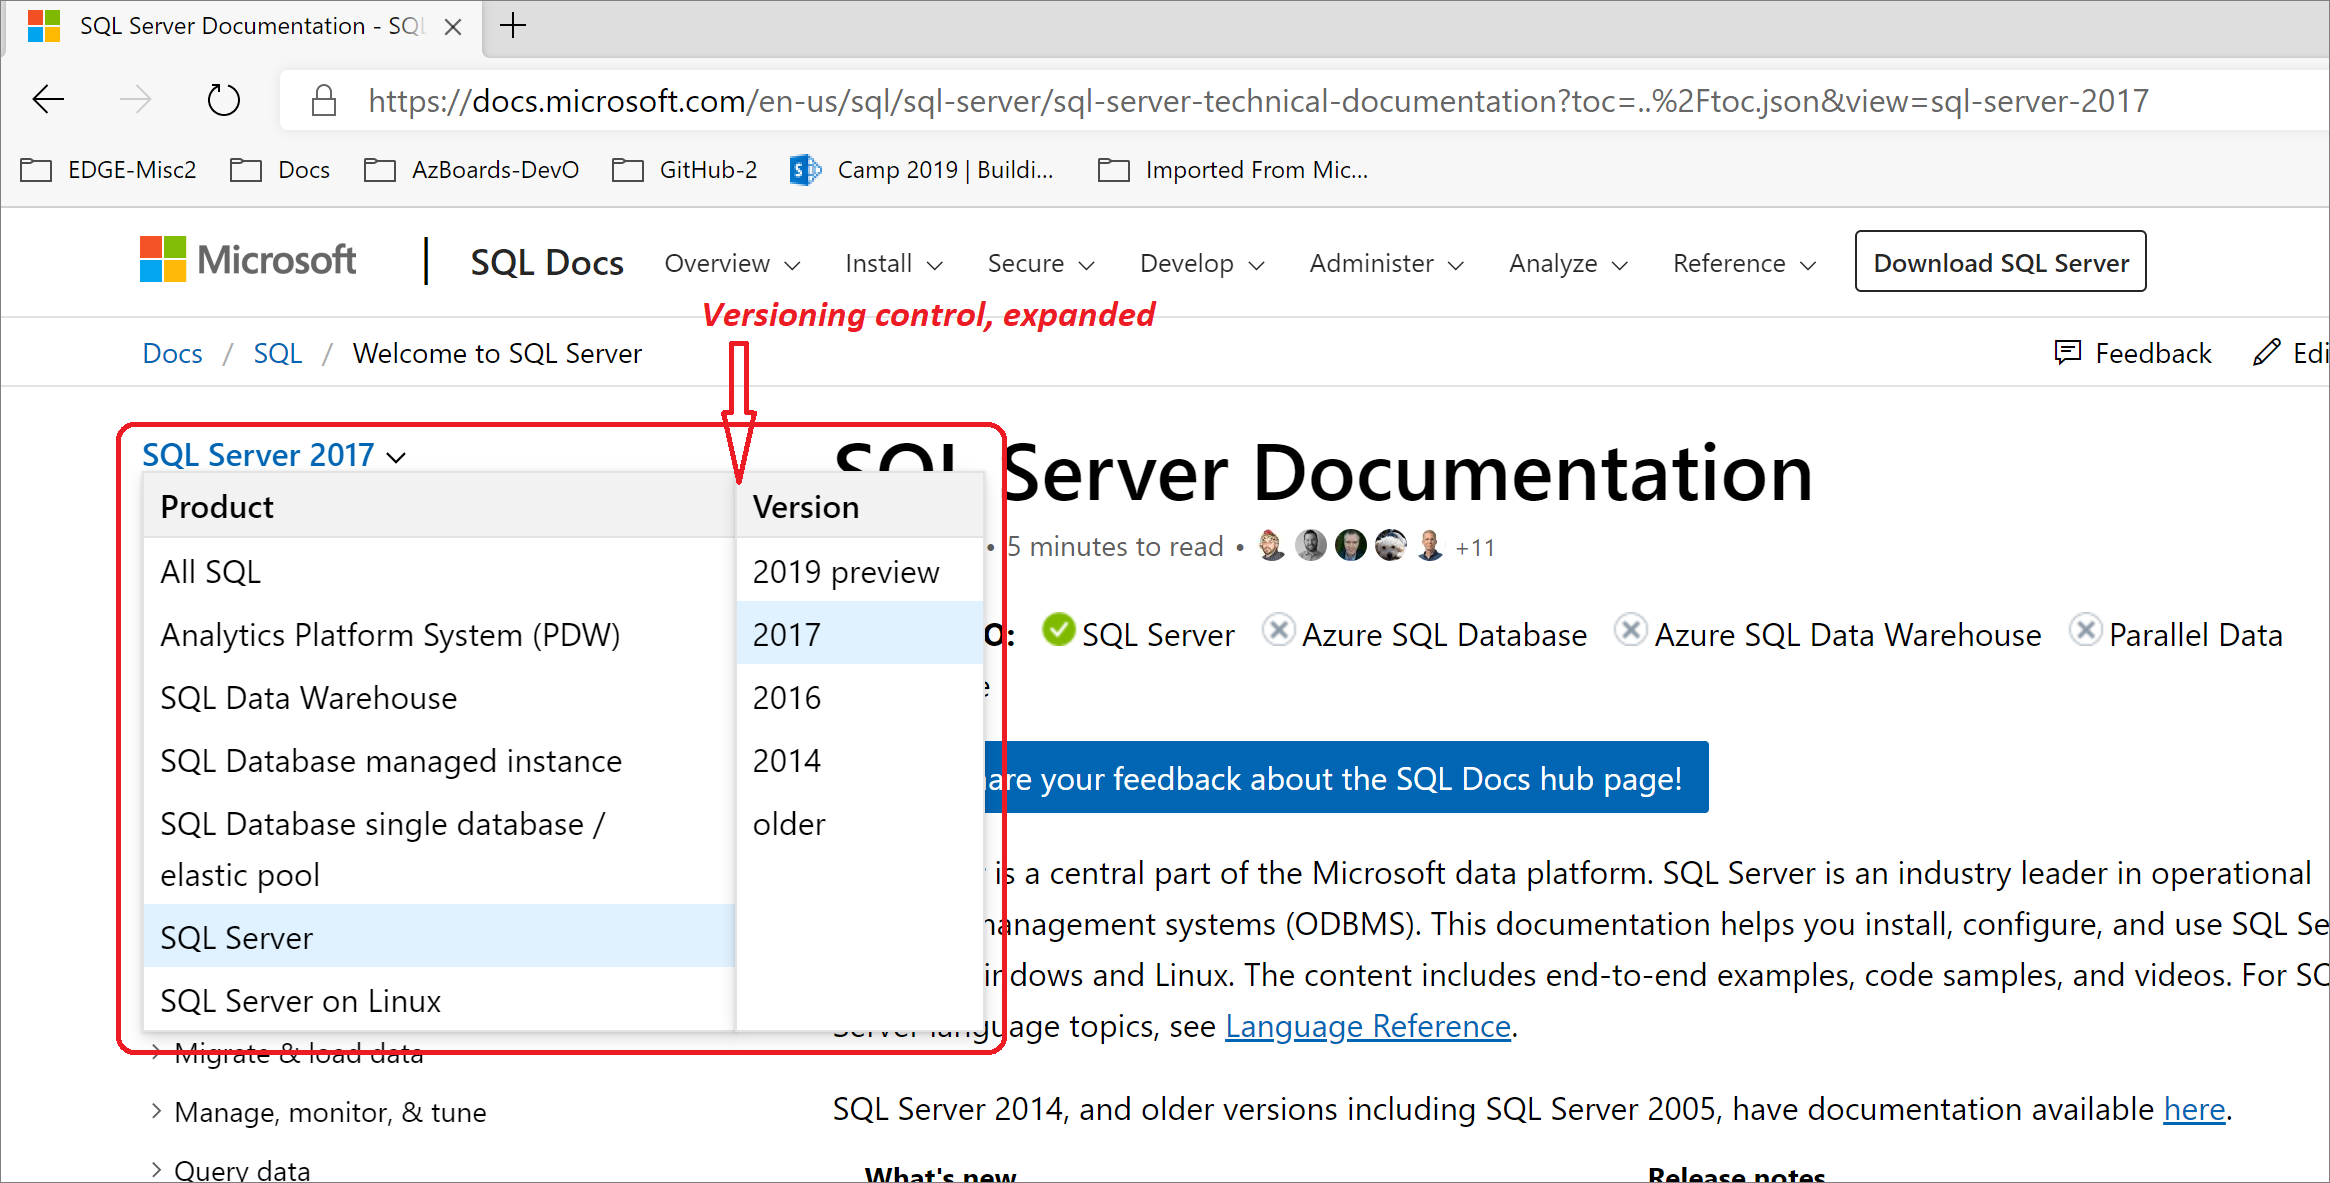 SQL Server Documentation - SQL
https://docs.microsoft.com/en-us/sql/sql-server/sql-server-technical-documentation?toc=..%2Ftoc.json&view=sql-server-2017
EDGE-Misc2 Docs AzBoards-DevO GitHub-2 Camp 2019 | Buildi... Imported From Mic...
Microsoft | SQL Docs Overview Install Secure Develop Administer Analyze Reference Download SQL Server
Versioning control, expanded
Docs / SQL / Welcome to SQL Server Feedback Edi
SQL Server 2017
Product
All SQL
Analytics Platform System (PDW)
SQL Data Warehouse
SQL Database managed instance
SQL Database single database /
elastic pool
SQL Server
SQL Server on Linux
Version
2019 preview
2017
2016
2014
older
Migrate & load data
Manage, monitor, & tune
Query data
SQL Server Documentation
• 5 minutes to read • +11
O: SQL Server Azure SQL Database Azure SQL Data Warehouse Parallel Data
e
are your feedback about the SQL Docs hub page!
is a central part of the Microsoft data platform. SQL Server is an industry leader in operational
anagement systems (ODBMS). This documentation helps you install, configure, and use SQL Se
indows and Linux. The content includes end-to-end examples, code samples, and videos. For SQ
Server language topics, see Language Reference.
SQL Server 2014, and older versions including SQL Server 2005, have documentation available here.
What's new Release notes